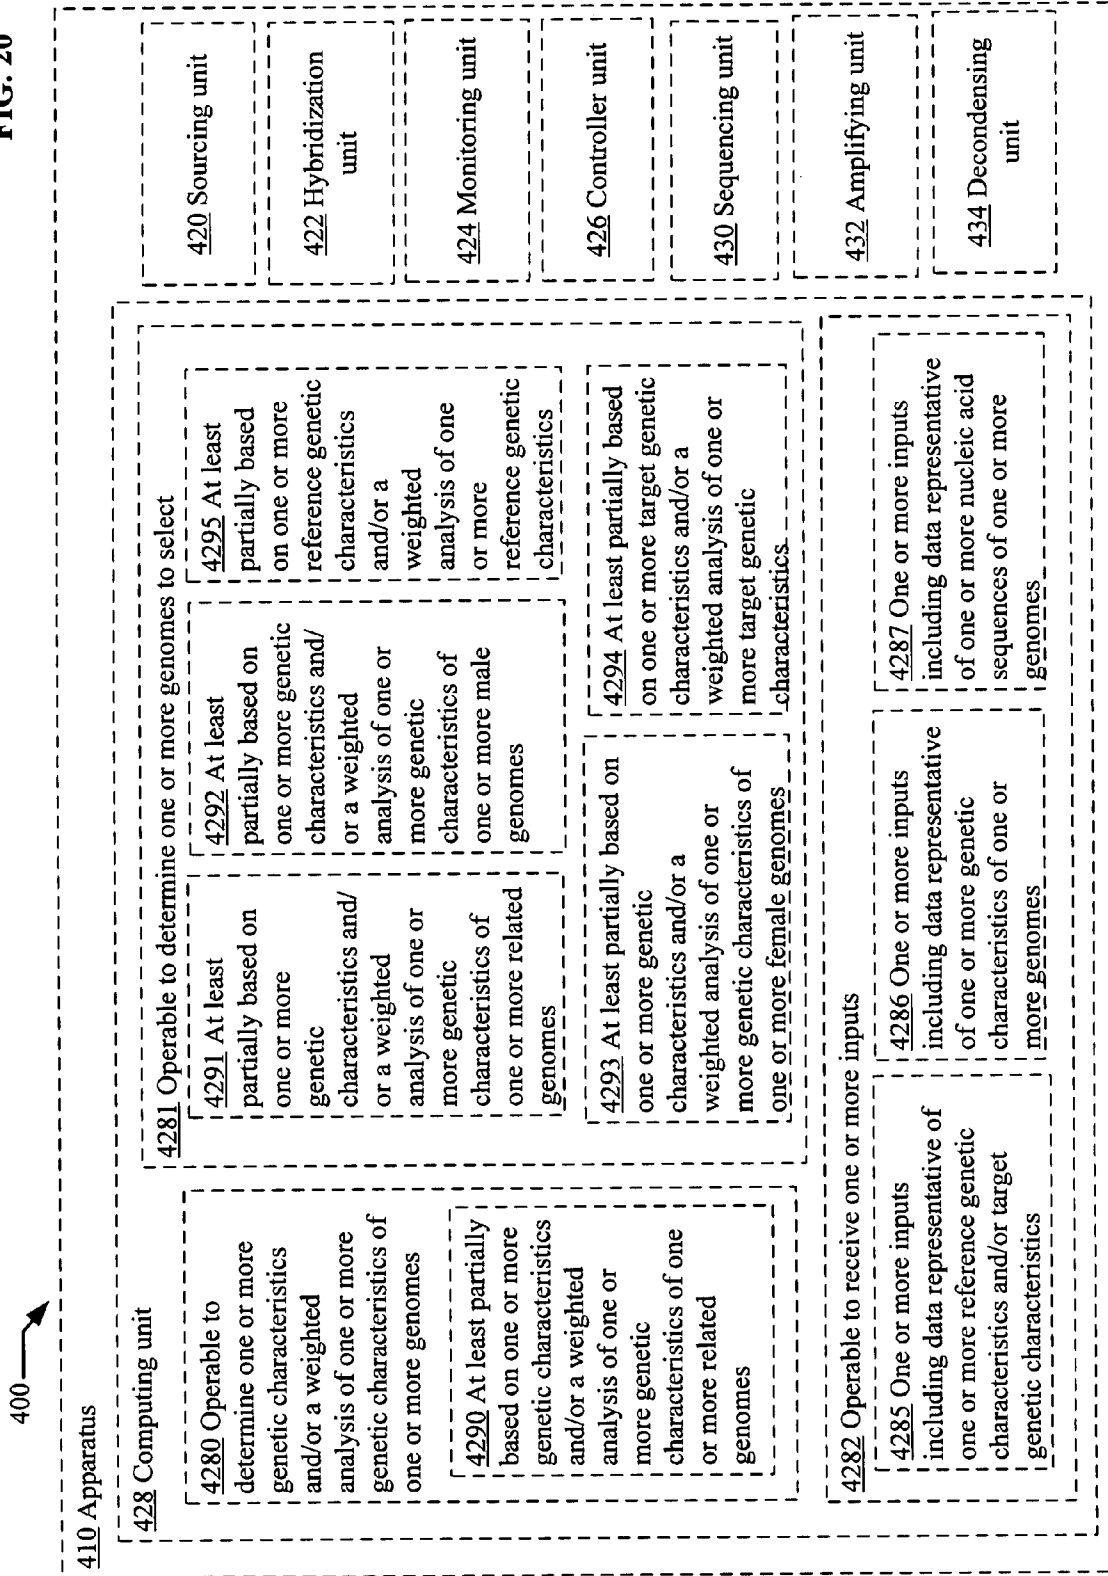 FIG. 20
400
410 Apparatus
428 Computing unit
4280 Operable to
determine one or more
genetic characteristics
and/or a weighted
analysis of one or more
genetic characteristics of
one or more genomes
4290 At least partially
based on one or more
genetic characteristics
and/or a weighted
analysis of one or
more genetic
characteristics of one
or more related
genomes
4281 Operable to determine one or more genomes to select
4291 At least
partially based on
one or more
genetic
characteristics and/
or a weighted
analysis of one or
more genetic
characteristics of
one or more related
genomes
4292 At least
partially based on
one or more genetic
characteristics and/
or a weighted
analysis of one or
more genetic
characteristics of
one or more male
genomes
4295 At least
partially based
on one or more
reference genetic
characteristics
and/or a
weighted
analysis of one
or more
reference genetic
characteristics
4293 At least partially based on
one or more genetic
characteristics and/or a
weighted analysis of one or
more genetic characteristics of
one or more female genomes
4294 At least partially based
on one or more target genetic
characteristics and/or a
weighted analysis of one or
more target genetic
characteristics
4282 Operable to receive one or more inputs
4285 One or more inputs
including data representative of
one or more reference genetic
characteristics and/or target
genetic characteristics
4286 One or more inputs
including data representative
of one or more genetic
characteristics of one or
more genomes
4287 One or more inputs
including data representative
of one or more nucleic acid
sequences of one or more
genomes
420 Sourcing unit
422 Hybridization
unit
424 Monitoring unit
426 Controller unit
430 Sequencing unit
432 Amplifying unit
434 Decondensing
unit